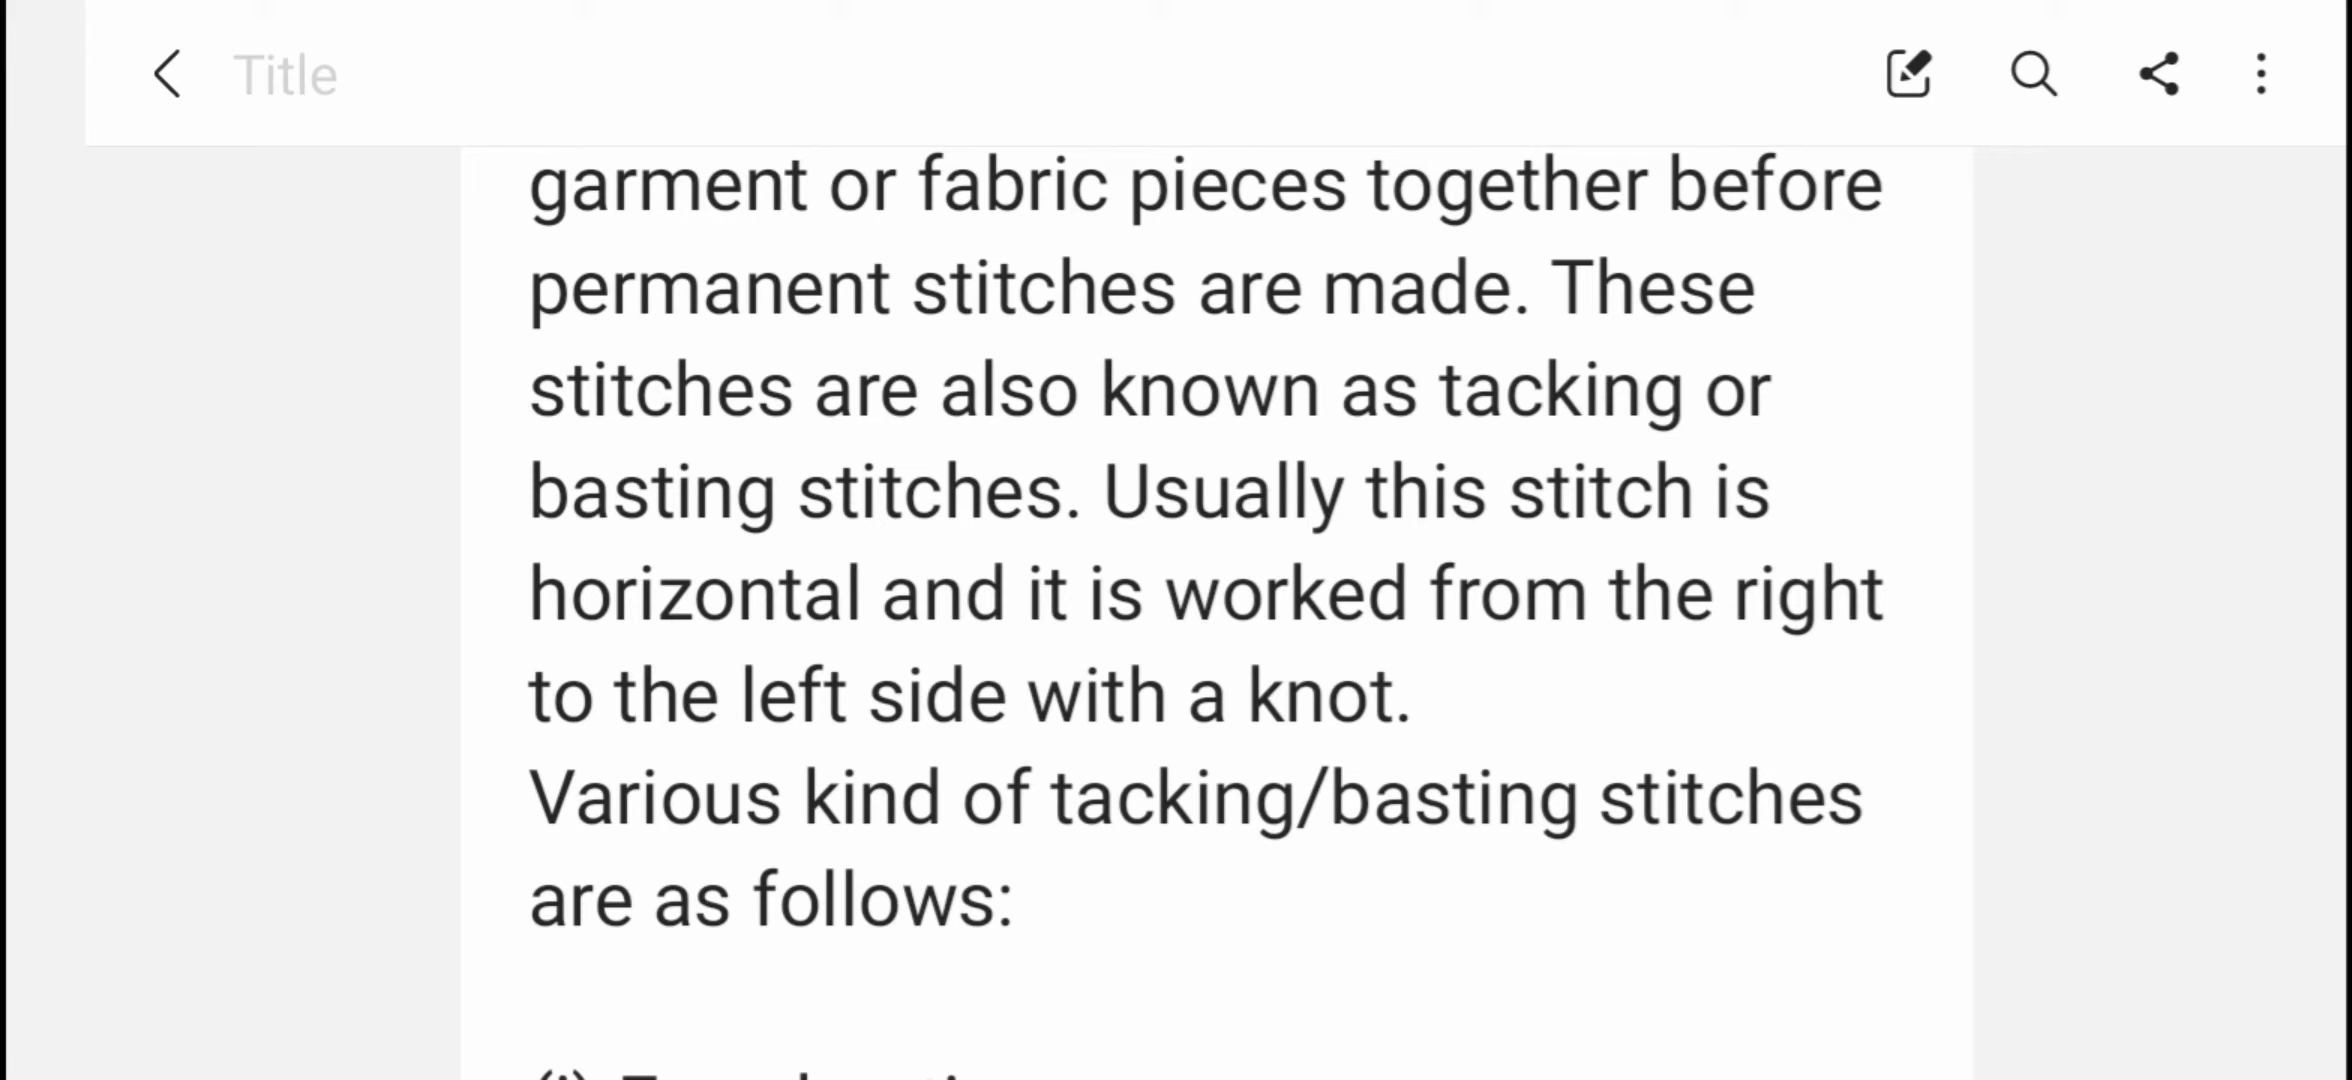 Title
garment or fabric pieces together before
permanent stitches are made. These
stitches are also known as tacking or
basting stitches. Usually this stitch is
horizontal and it is worked from the right
to the left side with a knot.
Various kind of tacking/basting stitches
are as follows: